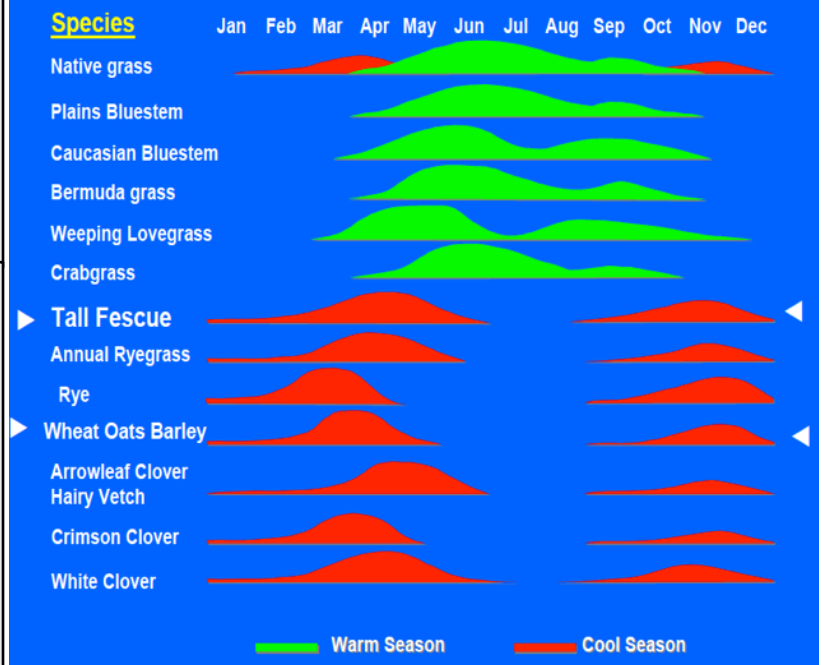 Species Jan Feb Mar Apr May Jun Jul Aug Sep Oct Nov Dec
Native grass
Plains Bluestem
Caucasian Bluestem
Bermuda grass
Weeping Lovegrass
Crabgrass
Tall Fescue
Annual Ryegrass
Rye
Wheat Oats Barley
Arrowleaf Clover
Hairy Vetch
Crimson Clover
White Clover
Warm Season Cool Season